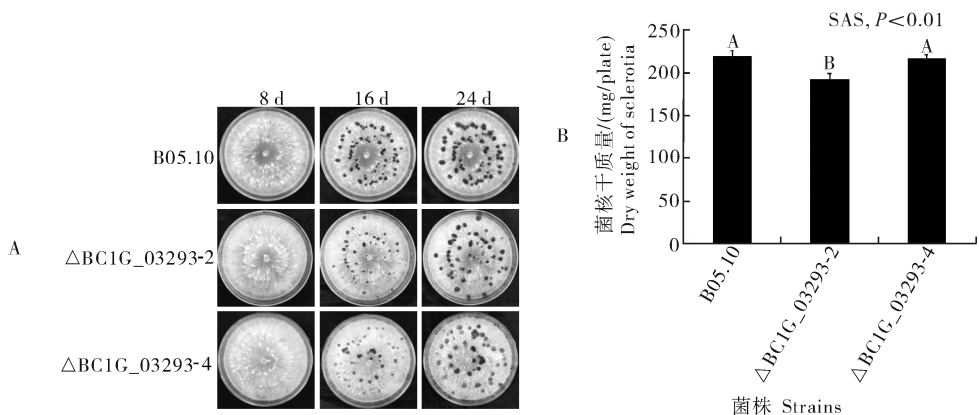 A
8 d 16 d 24 d
B05.10
△BC1G_03293-2
△BC1G_03293-4
B
SAS, P<0.01
菌核干质量/(mg/plate)
Dry weight of sclerotia
250
200
150
100
50
0
A
B
A
B05.10
△BC1G_03293-2
△BC1G_03293-4
菌株 Strains